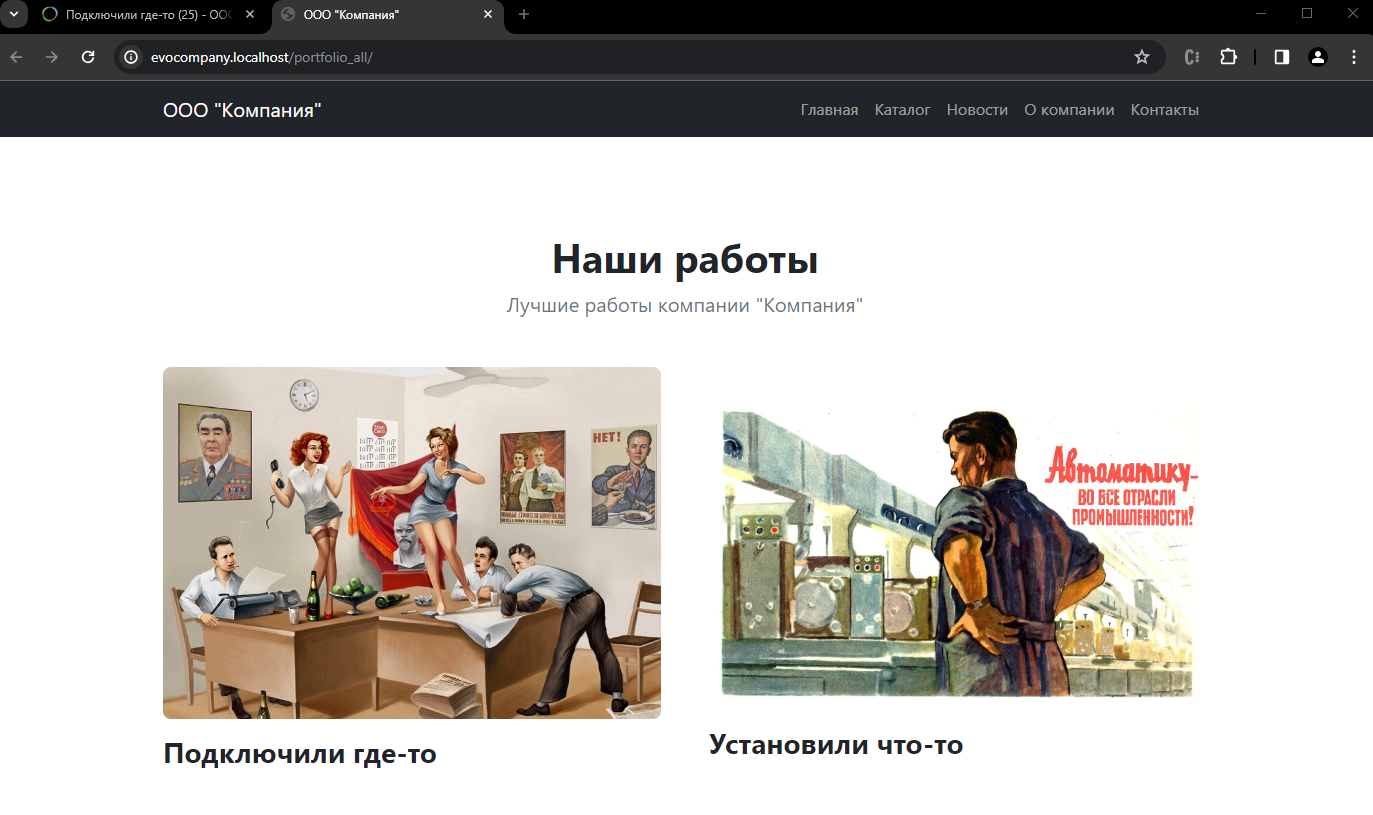 Подключили где-то (25) - ООО
ООО "Компания"
evocompany.localhost/portfolio_all/
ООО "Компания"
Главная
Каталог
Новости
О компании
Контакты
Наши работы
Лучшие работы компании "Компания"
НЕТ!
Автоматику-
ВО ВСЕ ОТРАСЛИ
ПРОМЫШЛЕННОСТИ!
Подключили где-то
Установили что-то